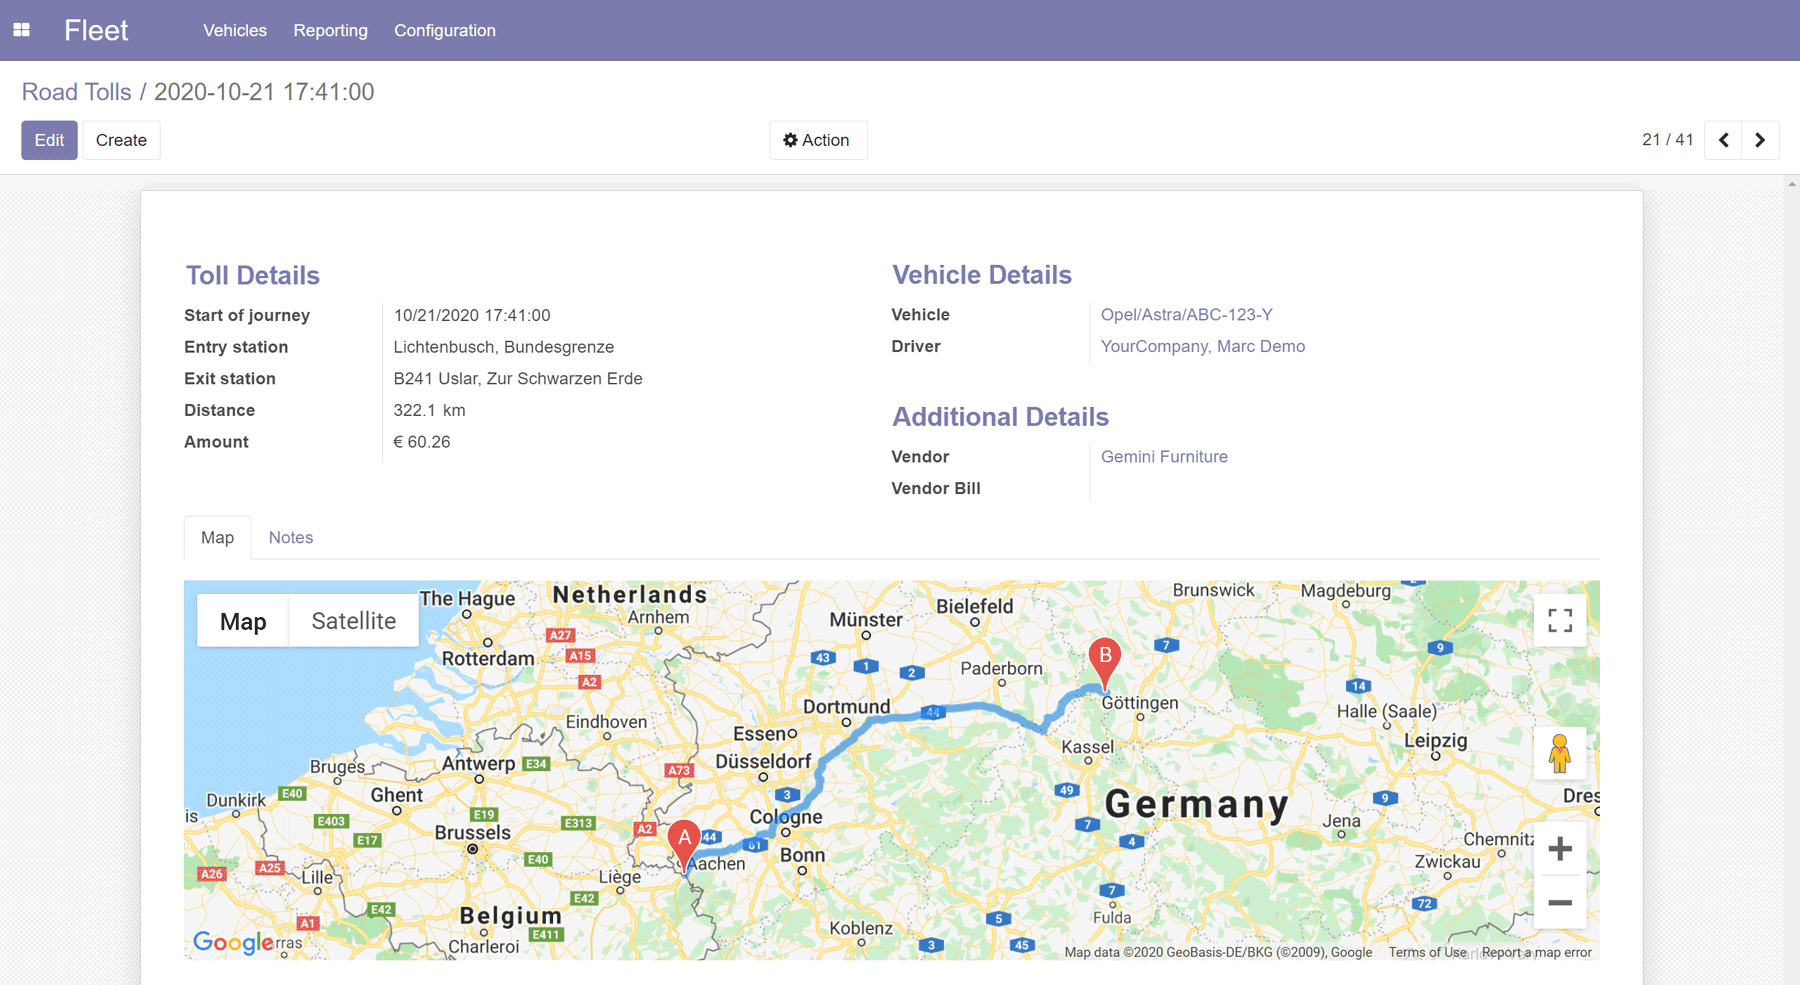 Fleet
Vehicles
Reporting
Configuration
Road Tolls / 2020-10-21 17:41:00
Edit
Create
Action
21 / 41
Toll Details
Start of journey 10/21/2020 17:41:00
Entry station Lichtenbusch, Bundesgrenze
Exit station B241 Uslar, Zur Schwarzen Erde
Distance 322.1 km
Amount € 60.26
Vehicle Details
Vehicle Opel/Astra/ABC-123-Y
Driver YourCompany, Marc Demo
Additional Details
Vendor Gemini Furniture
Vendor Bill
Map
Notes
Map
Satellite
The Hague
Netherlands
Arnhem
Münster
Bielefeld
Brunswick
Magdeburg
2
A27
Rotterdam
A15
A2
43
1
2
Paderborn
B
7
9
14
Eindhoven
Dortmund
44
Göttingen
Halle (Saale)
Essen
Kassel
Leipzig
Bruges
Antwerp
E34
A73
Düsseldorf
Dunkirk
E40
Ghent
3
49
Germany
9
Dres
is
E403
E19
E313
A2
A
44
Cologne
7
4
Jena
Chemnitz
E17
Brussels
61
E40
Aachen
Bonn
Zwickau
A26
A25
Lille
Liège
E42
7
72
E42
A1
Belgium
E411
Charleroi
Koblenz
3
5
45
Fulda
Google
rras
Map data ©2020 GeoBasis-DE/BKG (©2009), Google
Terms of Use
Report a map error